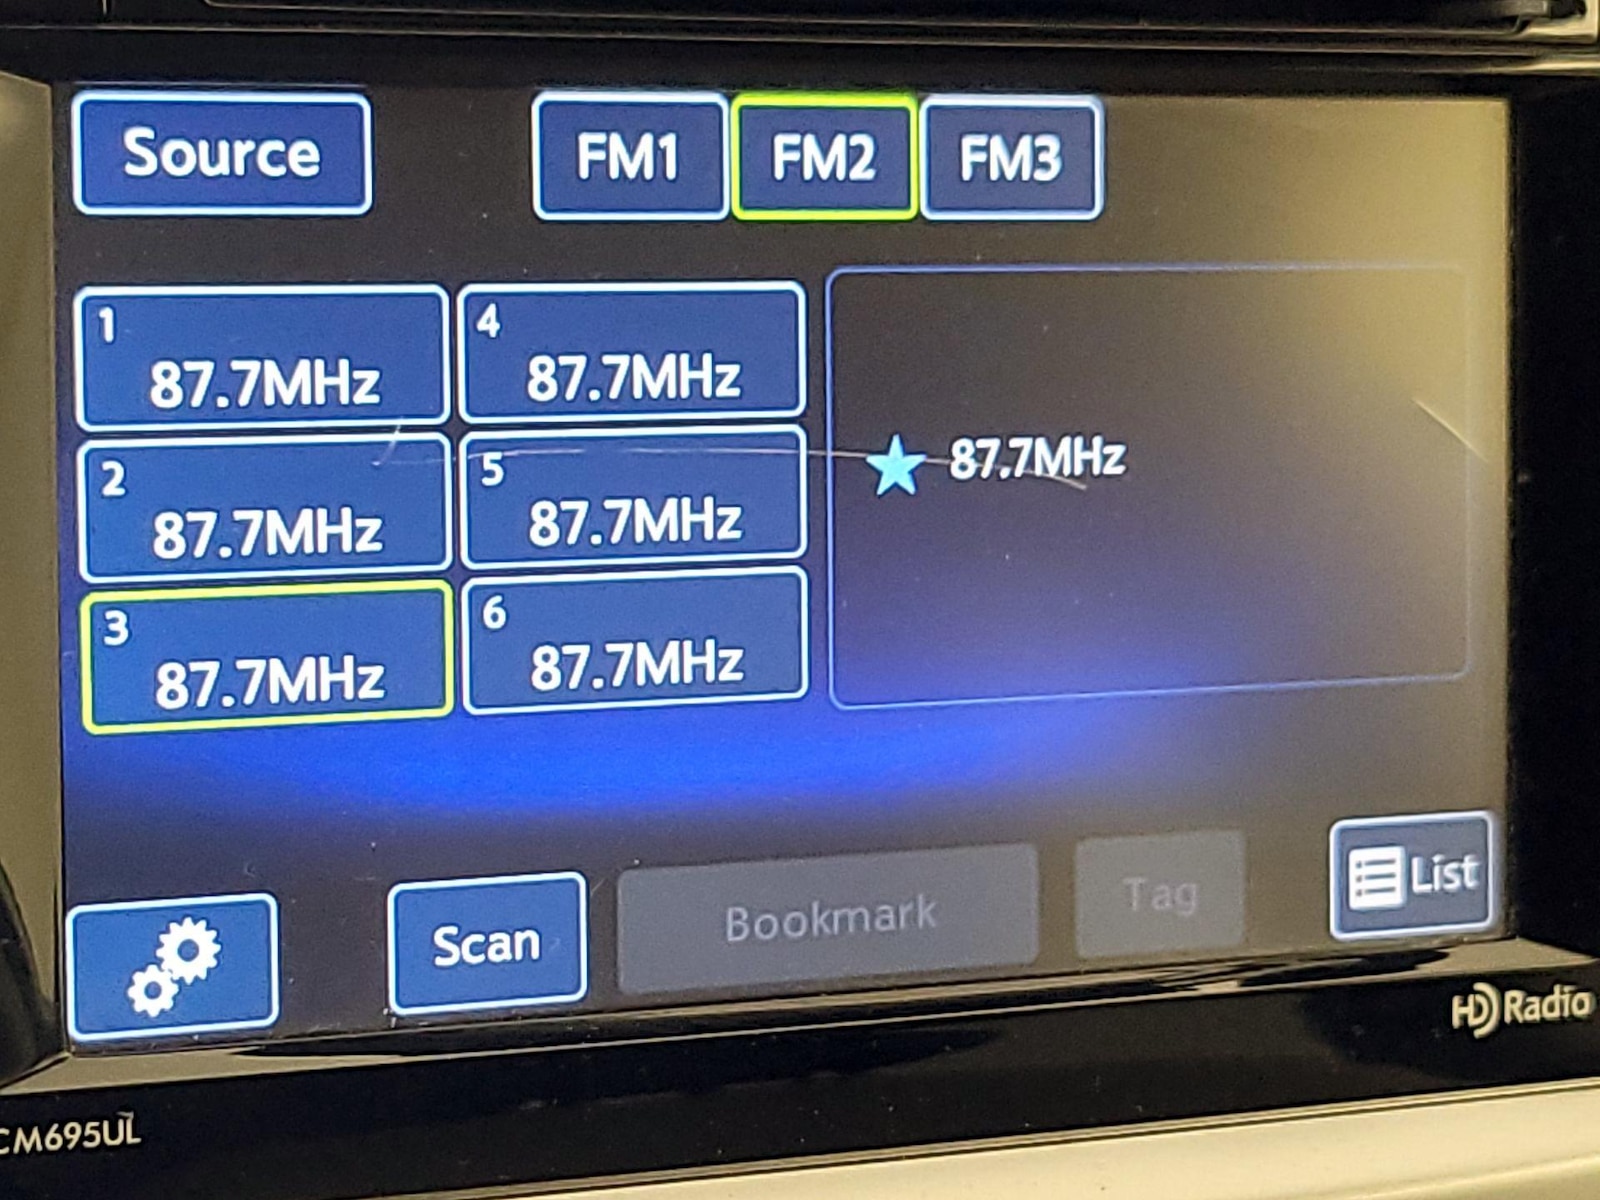 Source
FM1 FM2 FM3
1
87.7MHz
4
87.7MHz
2
87.7MHz
5
87.7MHz
3
87.7MHz
6
87.7MHz
87.7MHz
Scan
Bookmark
Tag
List
HD Radio
CM695UL